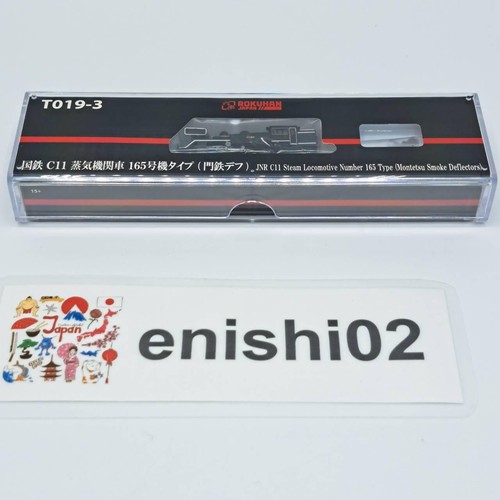 T019-3
ROKUHAN
国鉄 C11 蒸気機関車 165号機タイプ (門鉄デフ) JNR C11 Steam Locomotive Number 165 Type (Montetsu Smoke Deflectors)
15+
Japan
enishi02